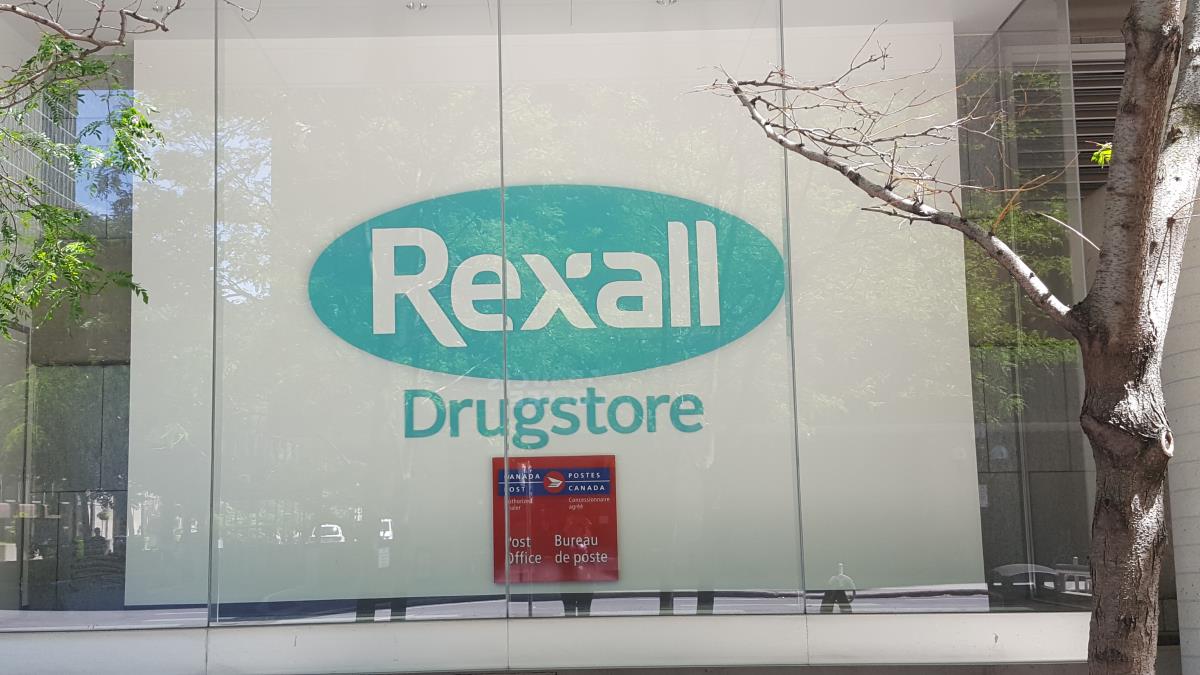 Rexall
Drugstore
CANADA POSTES
POST CANADA
Authorized Concessionnaire
dealer agréé
Post Bureau
Office de poste